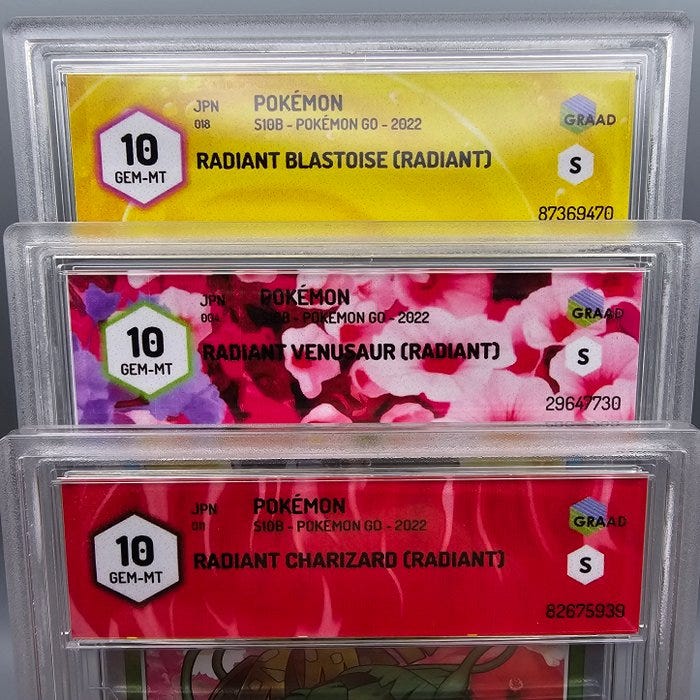 JPN POKÉMON
018 S10B - POKÉMON GO - 2022
GRAAD
10
GEM-MT
RADIANT BLASTOISE (RADIANT)
S
87369470
JPN POKÉMON
004 S10B - POKÉMON GO - 2022
GRAAD
10
GEM-MT
RADIANT VENUSAUR (RADIANT)
S
29647730
JPN POKÉMON
011 S10B - POKÉMON GO - 2022
GRAAD
10
GEM-MT
RADIANT CHARIZARD (RADIANT)
S
82675939